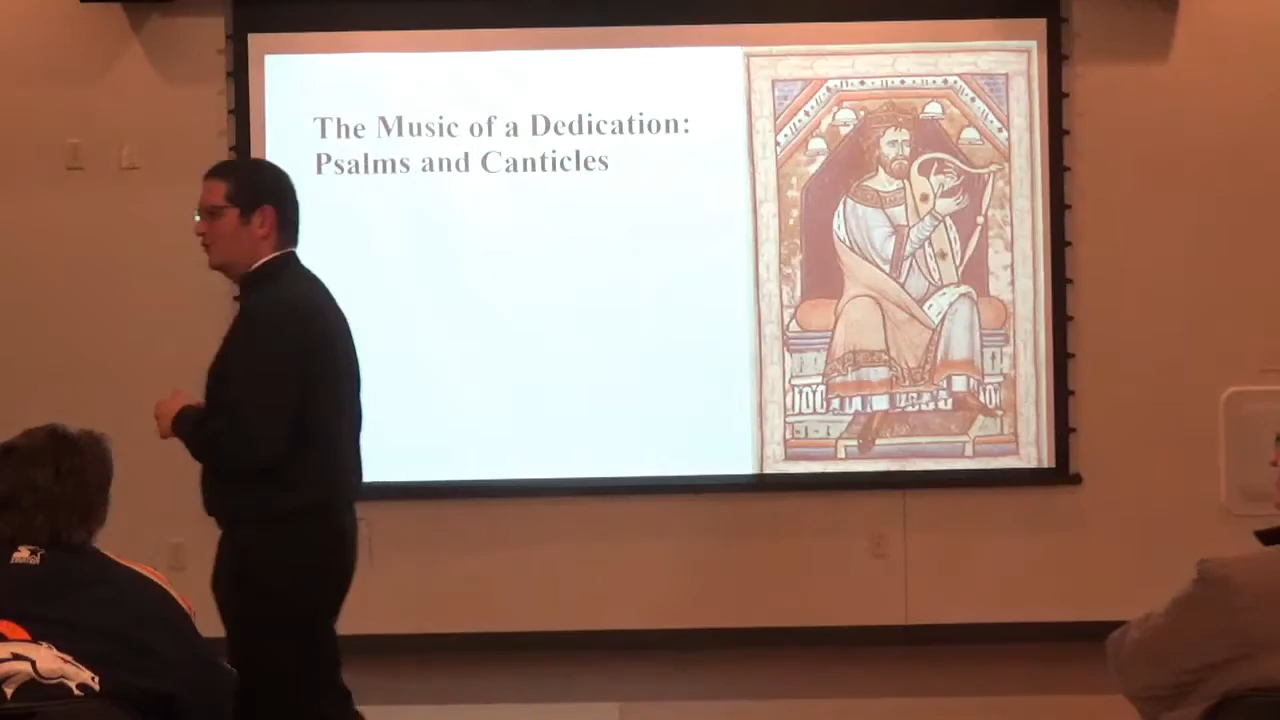 The Music of a Dedication:
Psalms and Canticles